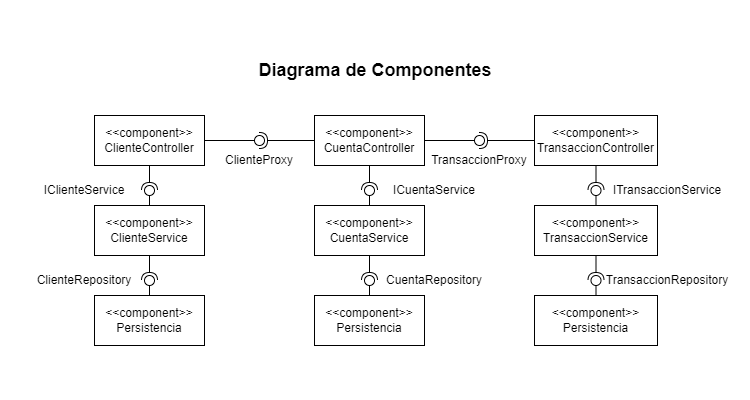 Diagrama de Componentes
<<component>>
ClienteController
ClienteProxy
<<component>>
CuentaController
TransaccionProxy
<<component>>
TransaccionController
IClienteService
ICuentaService
ITransaccionService
<<component>>
ClienteService
<<component>>
CuentaService
<<component>>
TransaccionService
ClienteRepository
CuentaRepository
TransaccionRepository
<<component>>
Persistencia
<<component>>
Persistencia
<<component>>
Persistencia